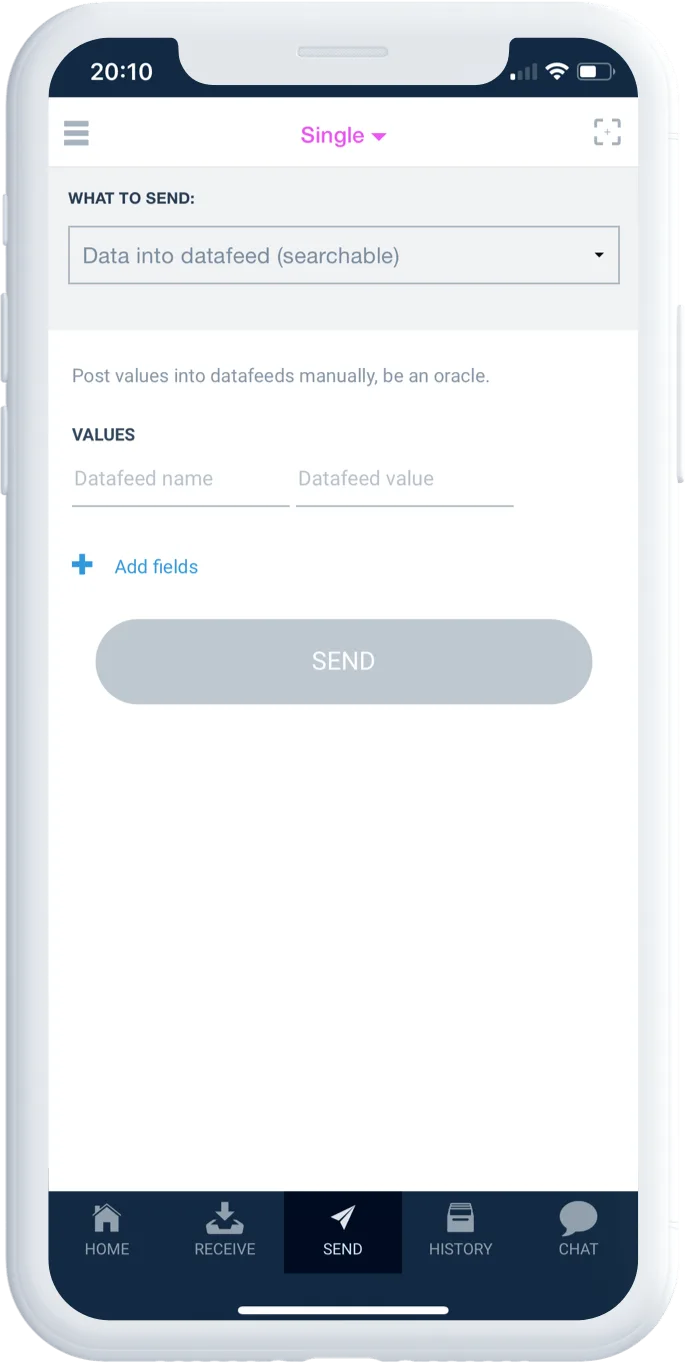 20:10
Single
WHAT TO SEND:
Data into datafeed (searchable)
Post values into datafeeds manually, be an oracle.
VALUES
Datafeed name Datafeed value
Add fields
SEND
HOME RECEIVE SEND HISTORY CHAT